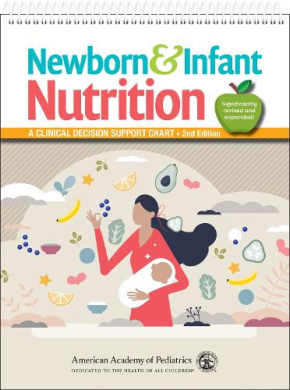 Newborn & Infant
Nutrition
Significantly
revised and
expanded!
A CLINICAL DECISION SUPPORT CHART • 2nd Edition
American Academy of Pediatrics
DEDICATED TO THE HEALTH OF ALL CHILDREN®